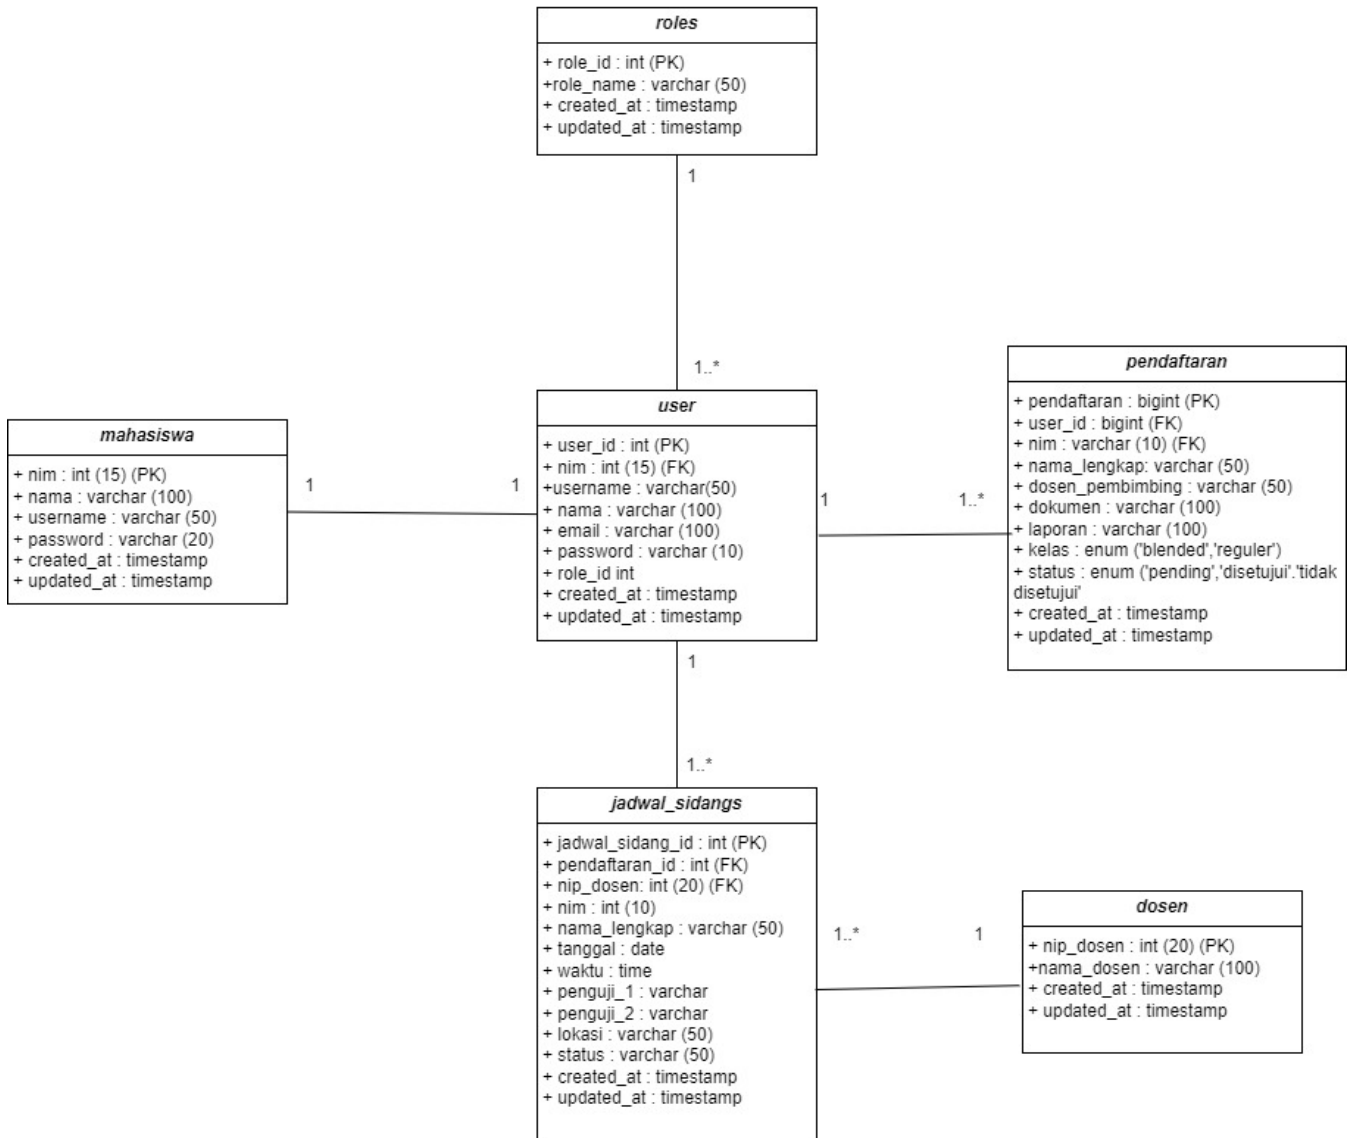 roles
+ role_id : int (PK)
+role_name : varchar (50)
+ created_at : timestamp
+ updated_at : timestamp
1
1..*
user
+ user_id : int (PK)
+ nim : int (15) (FK)
+username : varchar(50)
+ nama : varchar (100)
+ email : varchar (100)
+ password : varchar (10)
+ role_id int
+ created_at : timestamp
+ updated_at : timestamp
mahasiswa
+ nim : int (15) (PK)
+ nama : varchar (100)
+ username : varchar (50)
+ password : varchar (20)
+ created_at : timestamp
+ updated_at : timestamp
1
1
1
1..*
pendaftaran
+ pendaftaran : bigint (PK)
+ user_id : bigint (FK)
+ nim : varchar (10) (FK)
+ nama_lengkap: varchar (50)
+ dosen_pembimbing : varchar (50)
+ dokumen : varchar (100)
+ laporan : varchar (100)
+ kelas : enum ('blended','reguler')
+ status : enum ('pending','disetujui'.'tidak
disetujui'
+ created_at : timestamp
+ updated_at : timestamp
1
1..*
jadwal_sidangs
+ jadwal_sidang_id : int (PK)
+ pendaftaran_id : int (FK)
+ nip_dosen: int (20) (FK)
+ nim : int (10)
+ nama_lengkap : varchar (50)
+ tanggal : date
+ waktu : time
+ penguji_1 : varchar
+ penguji_2 : varchar
+ lokasi : varchar (50)
+ status : varchar (50)
+ created_at : timestamp
+ updated_at : timestamp
1..*
1
dosen
+ nip_dosen : int (20) (PK)
+nama_dosen : varchar (100)
+ created_at : timestamp
+ updated_at : timestamp